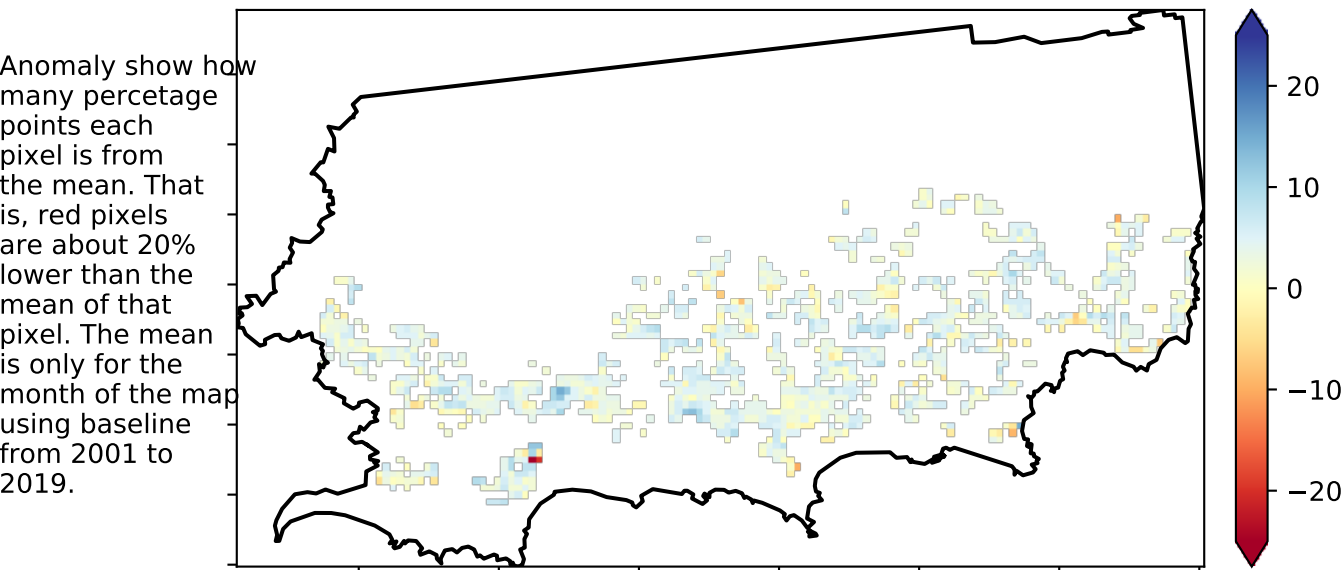 Anomaly show how
many percetage
points each
pixel is from
the mean. That
is, red pixels
are about 20%
lower than the
mean of that
pixel. The mean
is only for the
month of the map
using baseline
from 2001 to
2019.
20
10
0
−10
−20